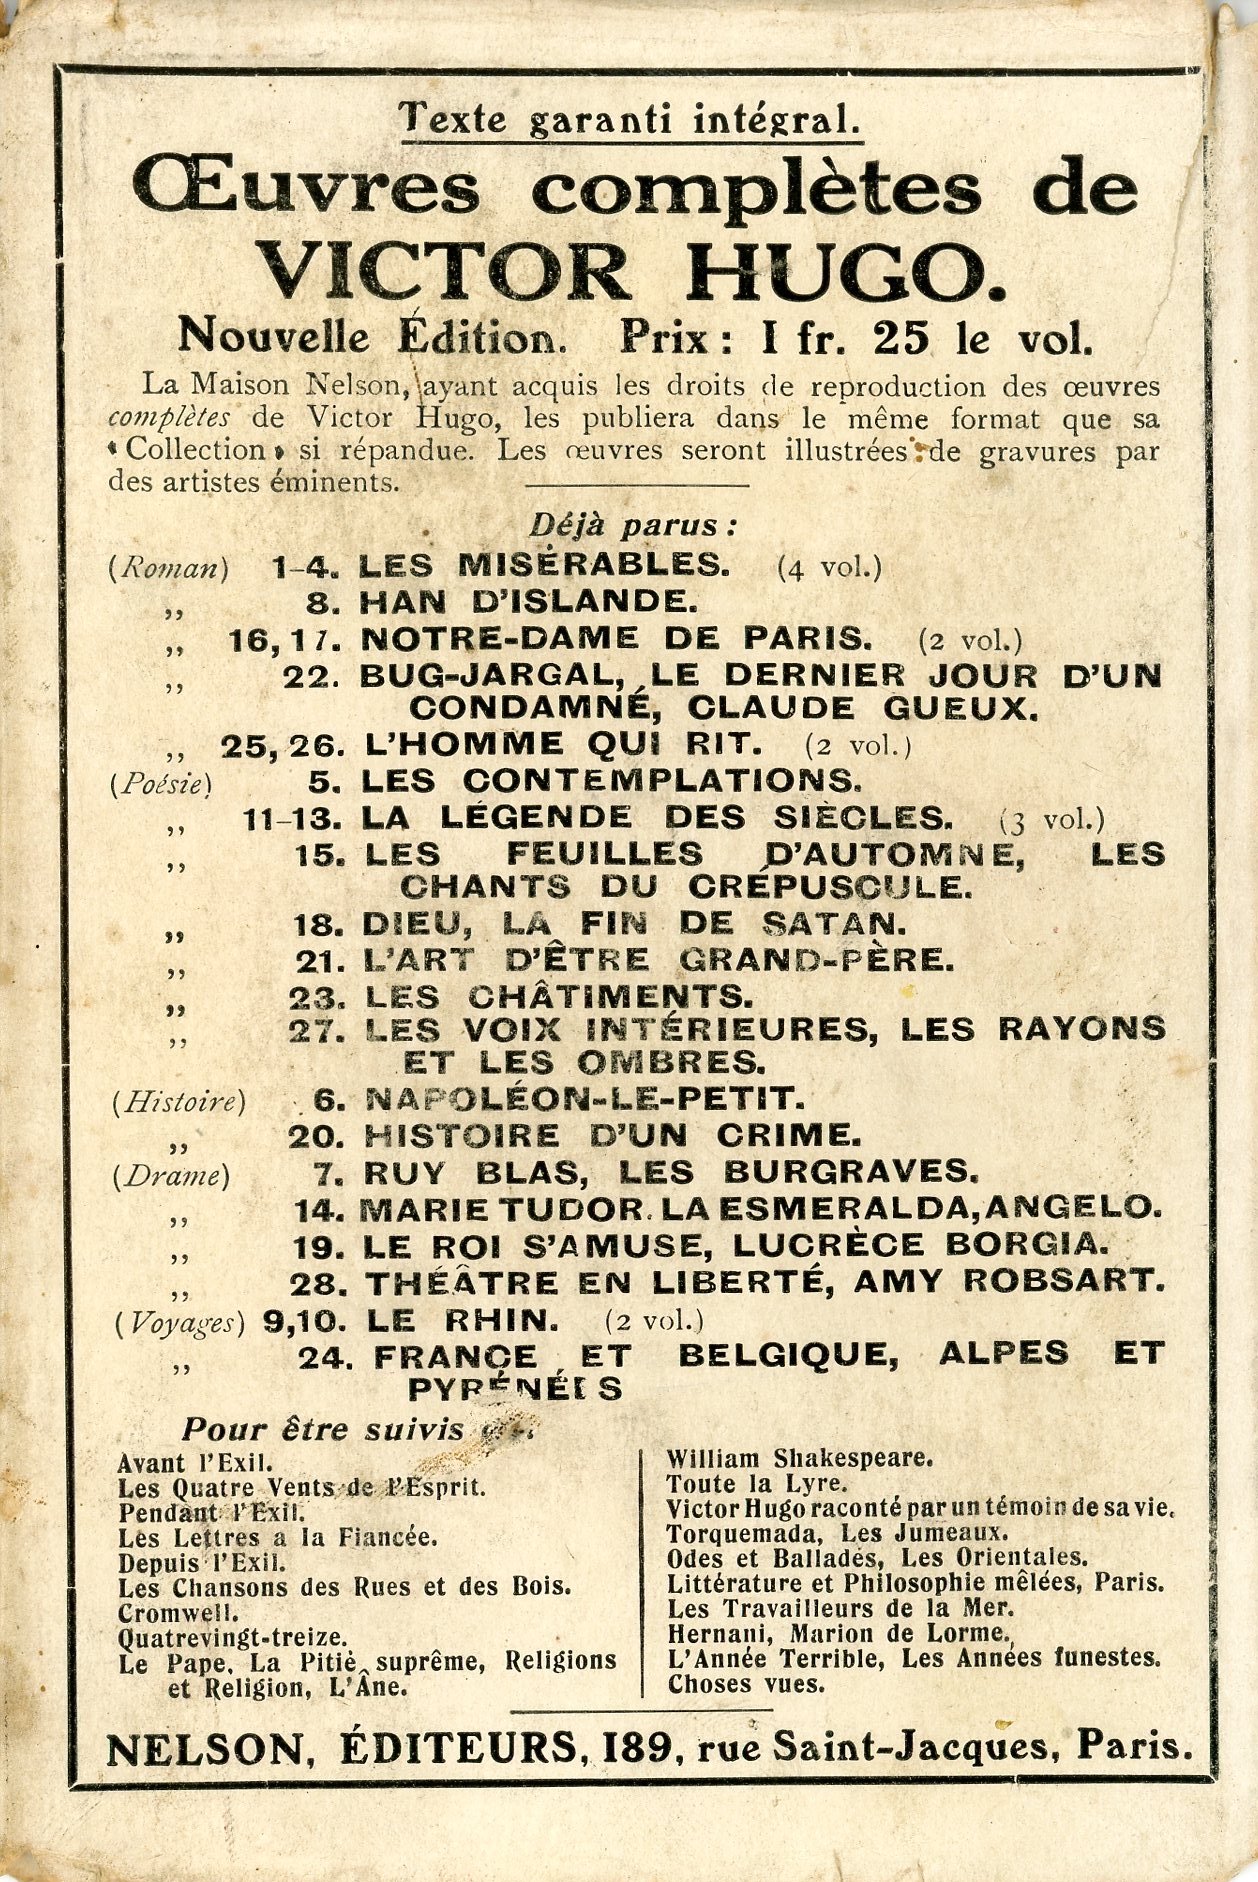 Texte garanti intégral.
Œuvres complètes de
VICTOR HUGO.
Nouvelle Édition. Prix : 1 fr. 25 le vol.
La Maison Nelson, ayant acquis les droits de reproduction des œuvres
complètes de Victor Hugo, les publiera dans le même format que sa
« Collection » si répandue. Les œuvres seront illustrées de gravures par
des artistes éminents.
Déjà parus :
(Roman) 1-4. LES MISÉRABLES. (4 vol.)
,, 8. HAN D'ISLANDE.
,, 16, 17. NOTRE-DAME DE PARIS. (2 vol.)
,, 22. BUG-JARGAL, LE DERNIER JOUR D'UN
CONDAMNÉ, CLAUDE GUEUX.
,, 25, 26. L'HOMME QUI RIT. (2 vol.)
(Poésie) 5. LES CONTEMPLATIONS.
,, 11-13. LA LÉGENDE DES SIÈCLES. (3 vol.)
,, 15. LES FEUILLES D'AUTOMNE, LES
CHANTS DU CRÉPUSCULE.
,, 18. DIEU, LA FIN DE SATAN.
,, 21. L'ART D'ÊTRE GRAND-PÈRE.
,, 23. LES CHÂTIMENTS.
,, 27. LES VOIX INTÉRIEURES, LES RAYONS
ET LES OMBRES.
(Histoire) 6. NAPOLÉON-LE-PETIT.
,, 20. HISTOIRE D'UN CRIME.
(Drame) 7. RUY BLAS, LES BURGRAVES.
,, 14. MARIE TUDOR, LA ESMERALDA, ANGELO.
,, 19. LE ROI S'AMUSE, LUCRÈCE BORGIA.
,, 28. THÉÂTRE EN LIBERTÉ, AMY ROBSART.
(Voyages) 9,10. LE RHIN. (2 vol.)
,, 24. FRANCE ET BELGIQUE, ALPES ET
PYRÉNÉES
Pour être suivis
Avant l'Exil.
Les Quatre Vents de l'Esprit.
Pendant l'Exil.
Les Lettres a la Fiancée.
Depuis l'Exil.
Les Chansons des Rues et des Bois.
Cromwell.
Quatrevingt-treize.
Le Pape, La Pitié suprême, Religions
et Religion, L'Âne.
William Shakespeare.
Toute la Lyre.
Victor Hugo raconté par un témoin de sa vie.
Torquemada, Les Jumeaux.
Odes et Ballades, Les Orientales.
Littérature et Philosophie mêlées, Paris.
Les Travailleurs de la Mer.
Hernani, Marion de Lorme.
L'Année Terrible, Les Années funestes.
Choses vues.
NELSON, ÉDITEURS, 189, rue Saint-Jacques, Paris.